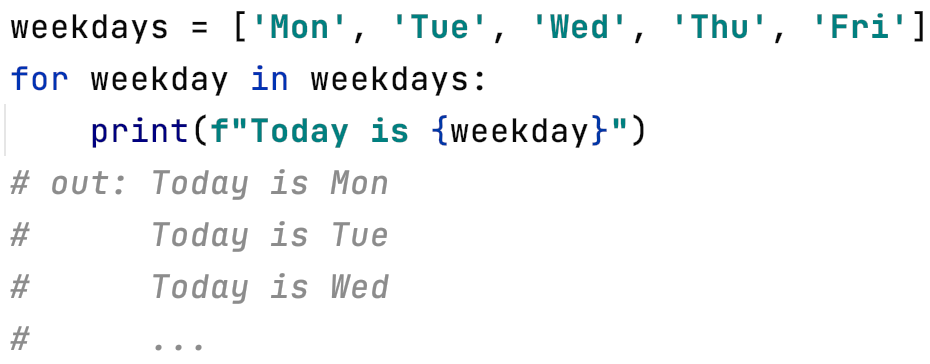 weekdays = ['Mon', 'Tue', 'Wed', 'Thu', 'Fri']
for weekday in weekdays:
    print(f"Today is {weekday}")
# out: Today is Mon
#      Today is Tue
#      Today is Wed
#      ...